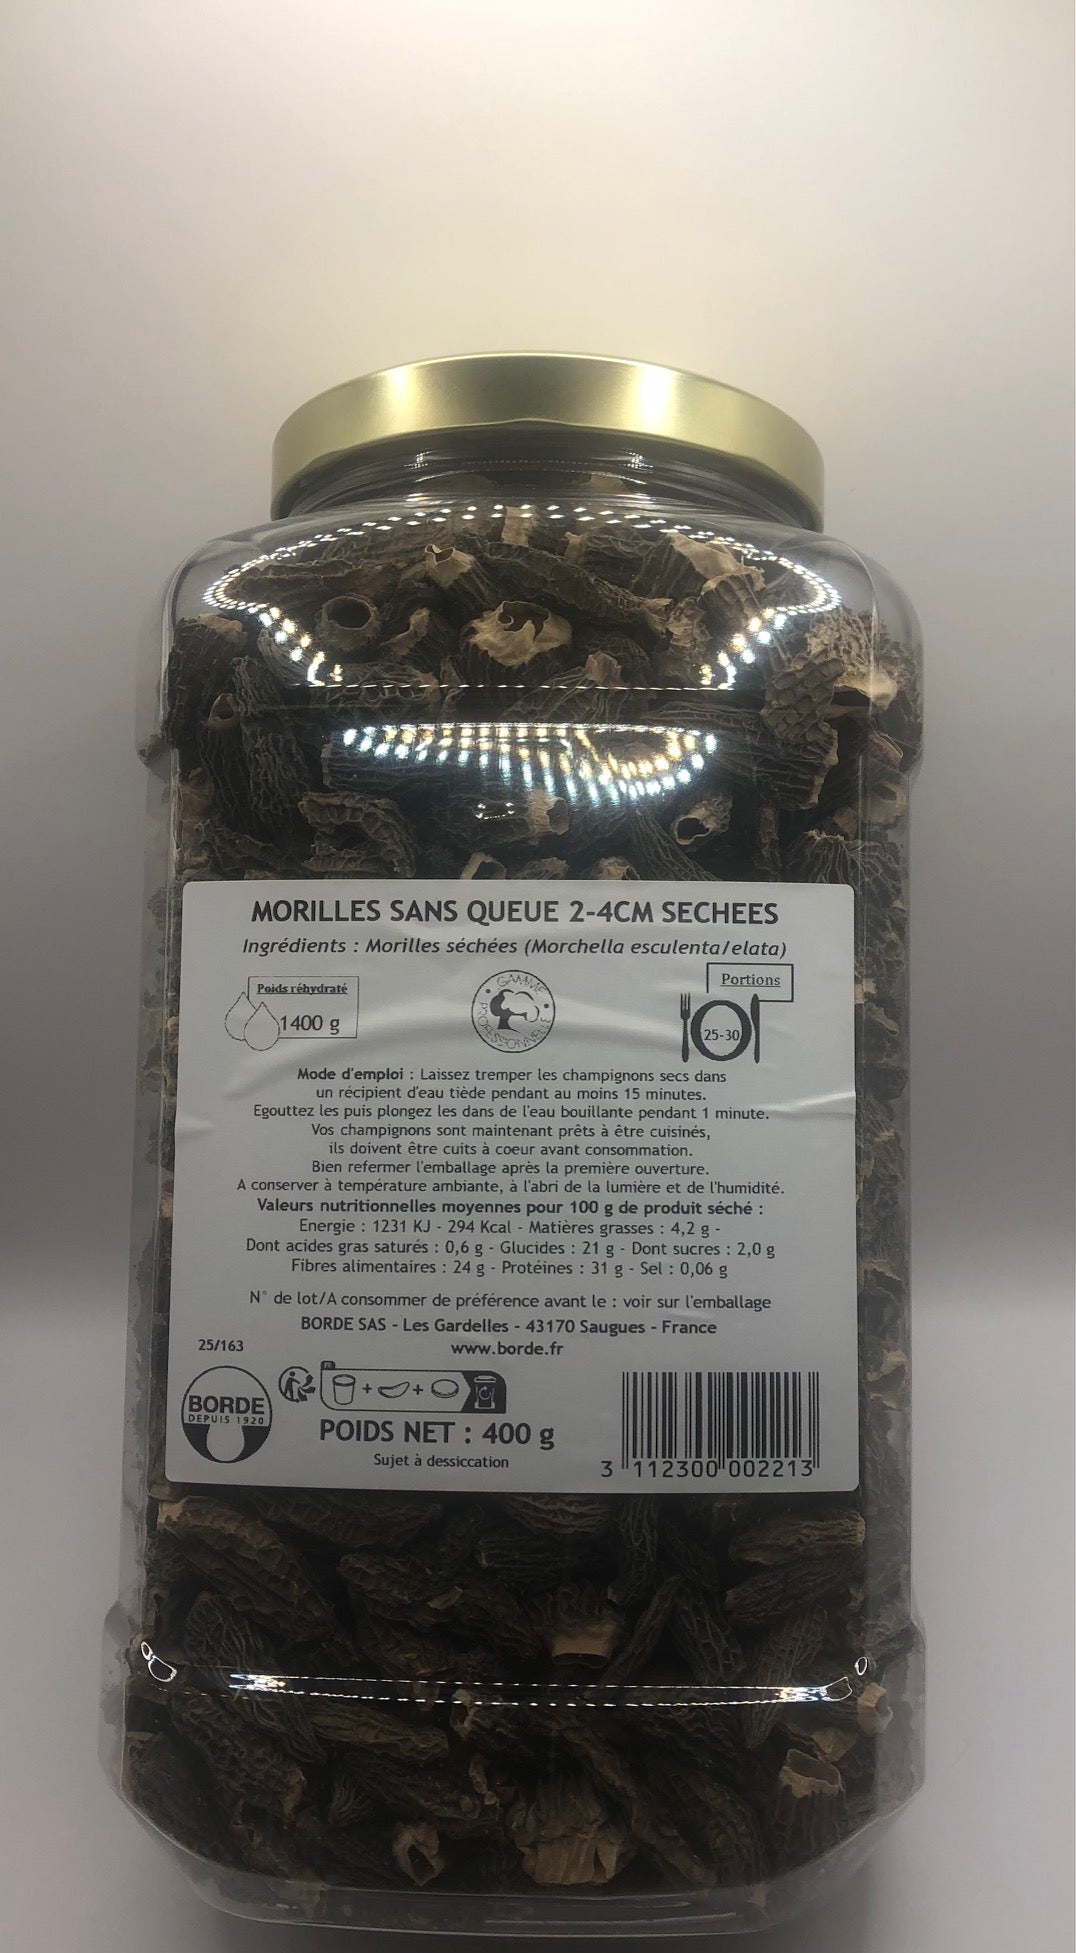 MORILLES SANS QUEUE 2-4CM SECHEES
Ingrédients : Morilles séchées (Morchella esculenta/elata)
Poids réhydraté
1400 g
GAMME PROFESSIONNELLE
Portions
25-30
Mode d'emploi : Laissez tremper les champignons secs dans
un récipient d'eau tiède pendant au moins 15 minutes.
Egouttez les puis plongez les dans de l'eau bouillante pendant 1 minute.
Vos champignons sont maintenant prêts à être cuisinés,
ils doivent être cuits à coeur avant consommation.
Bien refermer l'emballage après la première ouverture.
A conserver à température ambiante, à l'abri de la lumière et de l'humidité.
Valeurs nutritionnelles moyennes pour 100 g de produit séché :
Energie : 1231 KJ - 294 Kcal - Matières grasses : 4,2 g -
Dont acides gras saturés : 0,6 g - Glucides : 21 g - Dont sucres : 2,0 g
Fibres alimentaires : 24 g - Protéines : 31 g - Sel : 0,06 g
N° de lot/A consommer de préférence avant le : voir sur l'emballage
BORDE SAS - Les Gardelles - 43170 Saugues - France
www.borde.fr
25/163
FR
BORDE
DEPUIS 1920
POIDS NET : 400 g
Sujet à dessiccation
3 112300 002213